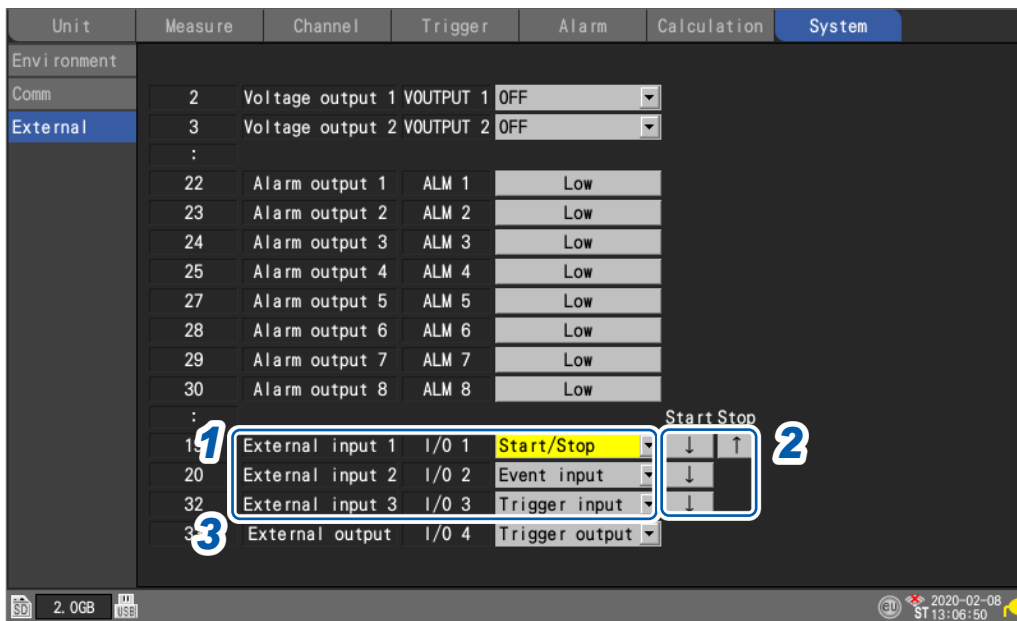 Unit Measure Channel Trigger Alarm Calculation System
Environment
Comm
External
2 Voltage output 1 VOUTPUT 1 OFF
3 Voltage output 2 VOUTPUT 2 OFF
:
22 Alarm output 1 ALM 1 Low
23 Alarm output 2 ALM 2 Low
24 Alarm output 3 ALM 3 Low
25 Alarm output 4 ALM 4 Low
27 Alarm output 5 ALM 5 Low
28 Alarm output 6 ALM 6 Low
29 Alarm output 7 ALM 7 Low
30 Alarm output 8 ALM 8 Low
: Start Stop
1 External input 1 I/O 1 Start/Stop ↓ ↑ 2
20 External input 2 I/O 2 Event input ↓
32 External input 3 I/O 3 Trigger input ↓
3 External output I/O 4 Trigger output
SD 2.0GB USB EU 2020-02-08
ST 13:06:50